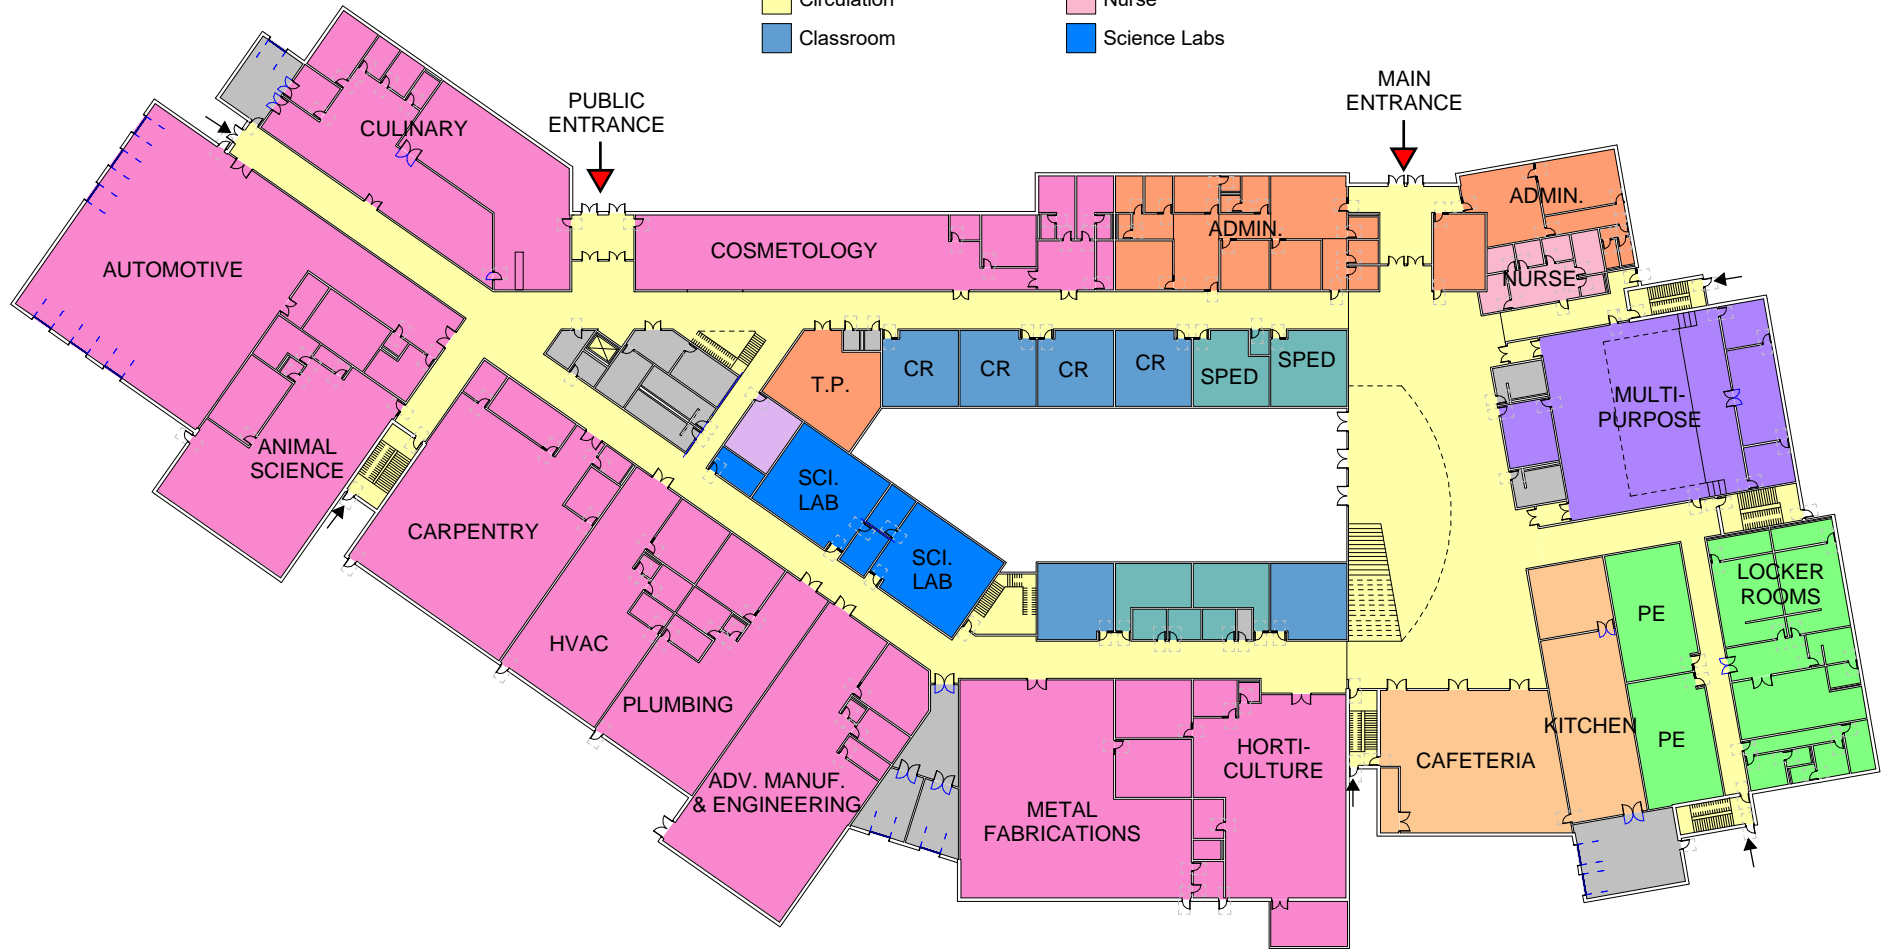 Circulation
Nurse
Classroom
Science Labs
PUBLIC
ENTRANCE
MAIN
ENTRANCE
CULINARY
ADMIN.
ADMIN.
COSMETOLOGY
AUTOMOTIVE
NURSE
CR
CR
CR
CR
SPED
SPED
T.P.
MULTI-
PURPOSE
ANIMAL
SCIENCE
SCI.
LAB
CARPENTRY
SCI.
LAB
LOCKER
ROOMS
PE
HVAC
PLUMBING
KITCHEN
PE
HORTI-
CULTURE
CAFETERIA
ADV. MANUF.
& ENGINEERING
METAL
FABRICATIONS